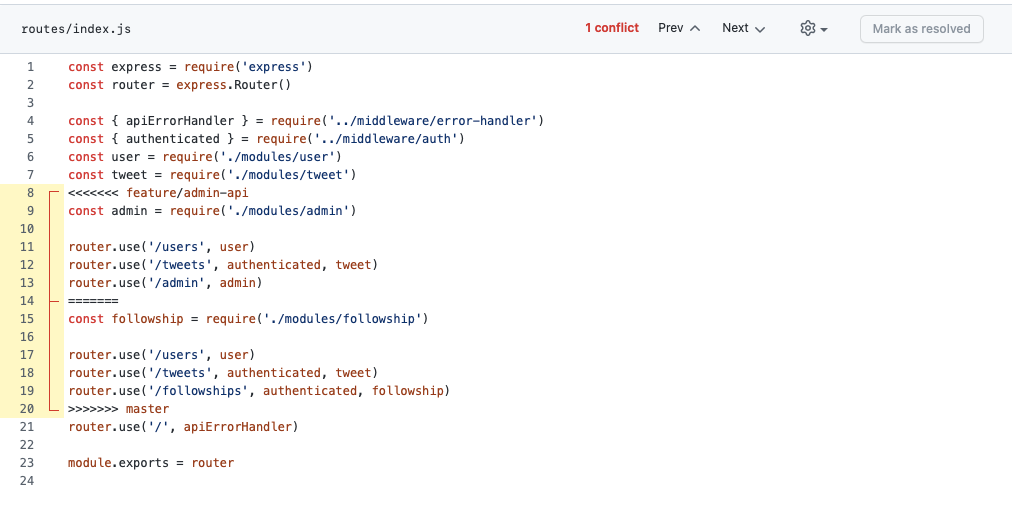 routes/index.js 1 conflict Prev Next Mark as resolved
1 const express = require('express')
2 const router = express.Router()
3
4 const { apiErrorHandler } = require('../middleware/error-handler')
5 const { authenticated } = require('../middleware/auth')
6 const user = require('./modules/user')
7 const tweet = require('./modules/tweet')
8 <<<<<<< feature/admin-api
9 const admin = require('./modules/admin')
10
11 router.use('/users', user)
12 router.use('/tweets', authenticated, tweet)
13 router.use('/admin', admin)
14 =======
15 const followship = require('./modules/followship')
16
17 router.use('/users', user)
18 router.use('/tweets', authenticated, tweet)
19 router.use('/followships', authenticated, followship)
20 >>>>>>> master
21 router.use('/', apiErrorHandler)
22
23 module.exports = router
24